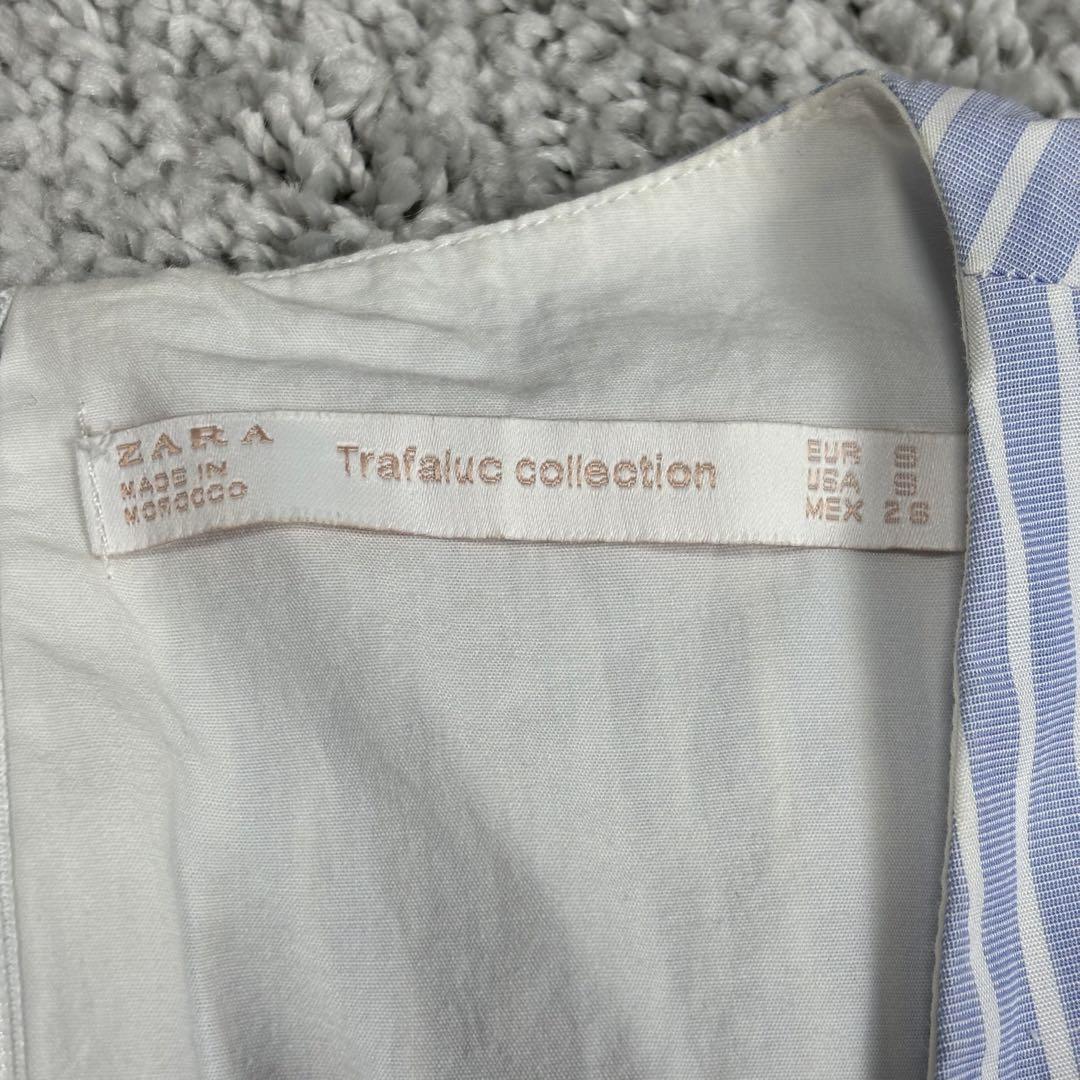 ZARA
MADE IN
MOROCCO
Trafaluc collection
EUR S
USA S
MEX 26